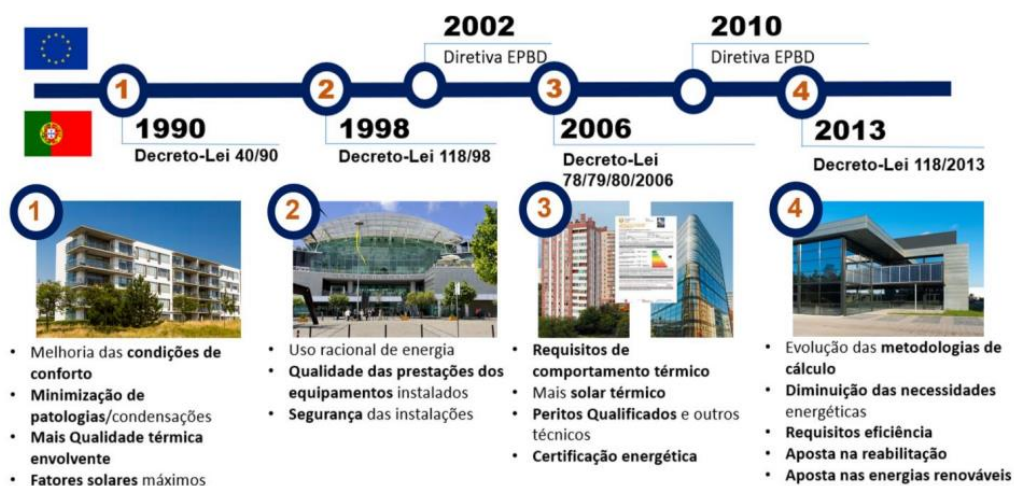 2002
Diretiva EPBD
2010
Diretiva EPBD
1
2
3
4
1990
Decreto-Lei 40/90
1998
Decreto-Lei 118/98
2006
Decreto-Lei
78/79/80/2006
2013
Decreto-Lei 118/2013
1
• Melhoria das condições de
conforto
• Minimização de
patologias/condensações
• Mais Qualidade térmica
envolvente
• Fatores solares máximos
2
• Uso racional de energia
• Qualidade das prestações dos
equipamentos instalados
• Segurança das instalações
3
• Requisitos de
comportamento térmico
• Mais solar térmico
• Peritos Qualificados e outros
técnicos
• Certificação energética
4
• Evolução das metodologias de
cálculo
• Diminuição das necessidades
energéticas
• Requisitos eficiência
• Aposta na reabilitação
• Aposta nas energias renováveis